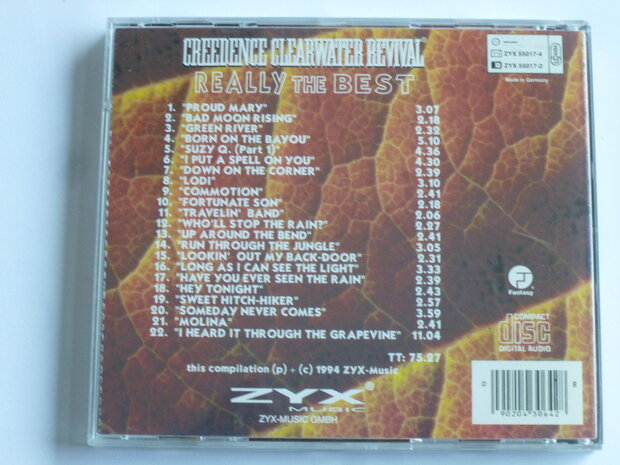 CREEDENCE CLEARWATER REVIVAL
REALLY THE BEST
ZYX 55017-4
ZYX 55017-2
Made in Germany
1. "PROUD MARY" 3.07
2. "BAD MOON RISING" 2.18
3. "GREEN RIVER" 2.32
4. "BORN ON THE BAYOU" 5.10
5. "SUZY Q. (Part 1)" 4.36
6. "I PUT A SPELL ON YOU" 4.30
7. "DOWN ON THE CORNER" 2.39
8. "LODI" 3.10
9. "COMMOTION" 2.41
10. "FORTUNATE SON" 2.18
11. "TRAVELIN' BAND" 2.06
12. "WHO'LL STOP THE RAIN?" 2.27
13. "UP AROUND THE BEND" 2.41
14. "RUN THROUGH THE JUNGLE" 3.05
15. "LOOKIN' OUT MY BACK-DOOR" 2.31
16. "LONG AS I CAN SEE THE LIGHT" 3.33
17. "HAVE YOU EVER SEEN THE RAIN" 2.39
18. "HEY TONIGHT" 2.43
19. "SWEET HITCH-HIKER" 2.57
20. "SOMEDAY NEVER COMES" 3.59
21. "MOLINA" 2.41
22. "I HEARD IT THROUGH THE GRAPEVINE" 11.04
TT: 75.27
Fantasy
COMPACT
disc
DIGITAL AUDIO
this compilation (p) + (c) 1994 ZYX-Music
ZYX®
MUSIC
ZYX-MUSIC GMBH
0 90204 30642 8